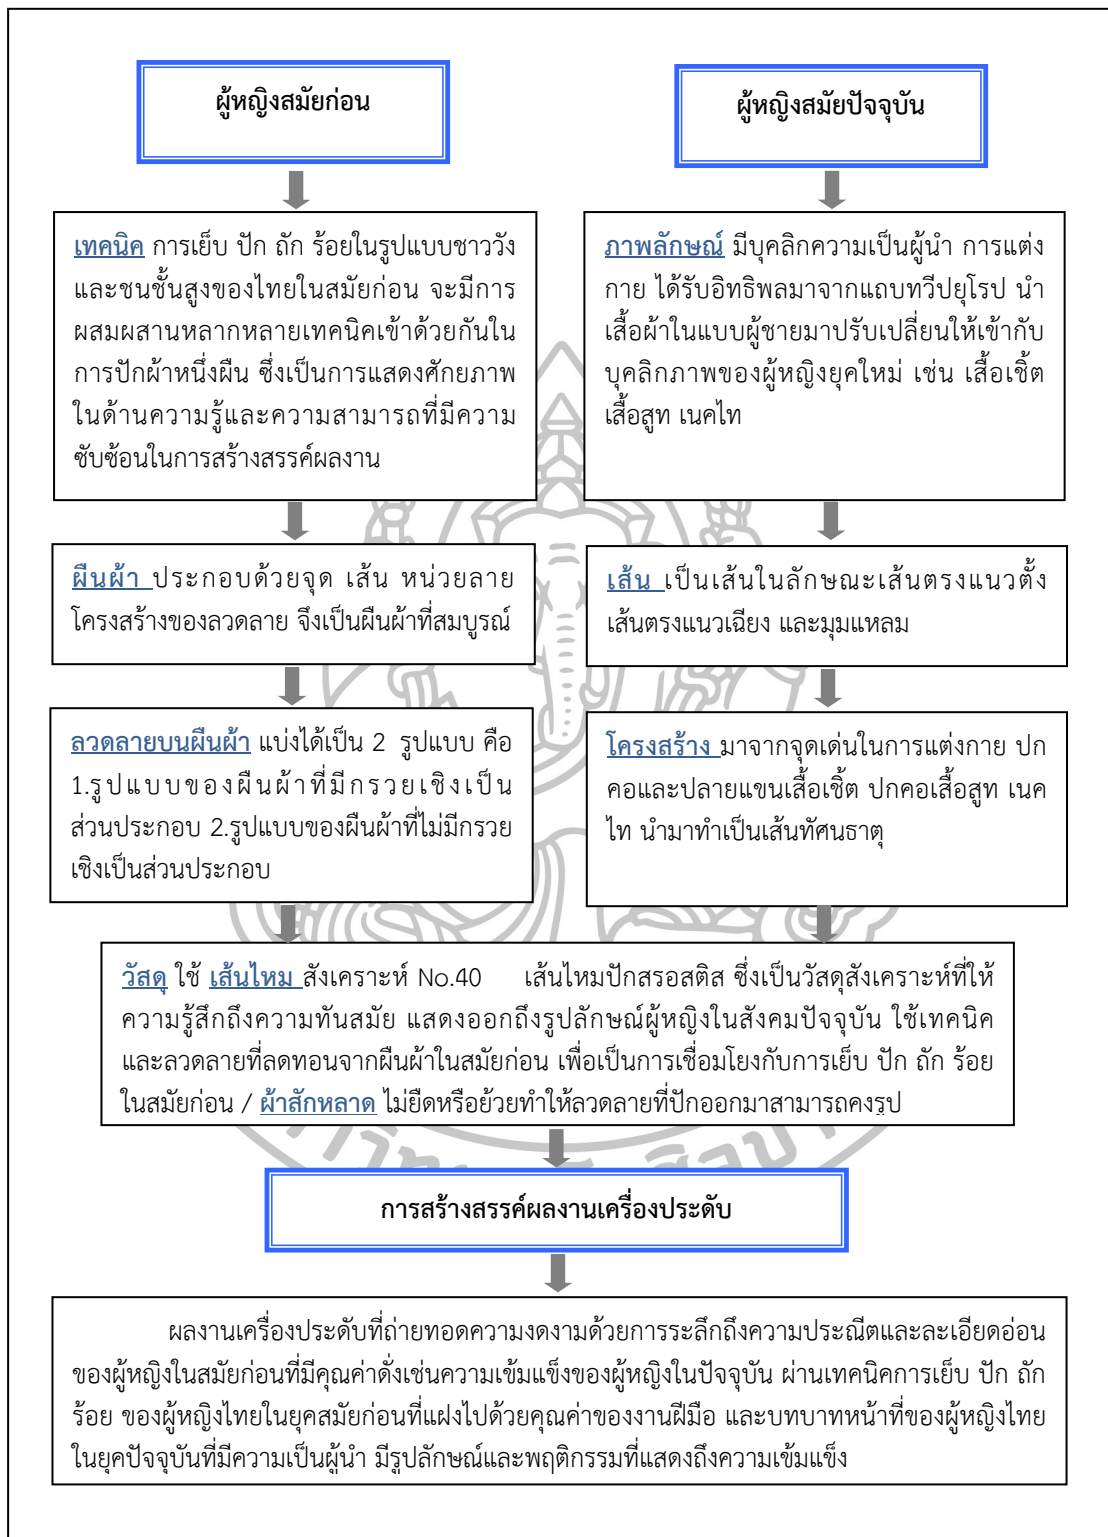 ผู้หญิงสมัยก่อน
ผู้หญิงสมัยปัจจุบัน
เทคนิค การเย็บ ปัก ถัก ร้อยในรูปแบบชาววัง
และชนชั้นสูงของไทยในสมัยก่อน จะมีการ
ผสมผสานหลากหลายเทคนิคเข้าด้วยกันใน
การปักผ้าหนึ่งผืน ซึ่งเป็นการแสดงศักยภาพ
ในด้านความรู้และความสามารถที่มีความ
ซับซ้อนในการสร้างสรรค์ผลงาน
ภาพลักษณ์ มีบุคลิกความเป็นผู้นำ การแต่ง
กาย ได้รับอิทธิพลมาจากแถบทวีปยุโรป นำ
เสื้อผ้าในแบบผู้ชายมาปรับเปลี่ยนให้เข้ากับ
บุคลิกภาพของผู้หญิงยุคใหม่ เช่น เสื้อเชิ้ต
เสื้อสูท เนคไท
ผืนผ้า ประกอบด้วยจุด เส้น หน่วยลาย
โครงสร้างของลวดลาย จึงเป็นผืนผ้าที่สมบูรณ์
เส้น เป็นเส้นในลักษณะเส้นตรงแนวตั้ง
เส้นตรงแนวเฉียง และมุมแหลม
ลวดลายบนผืนผ้า แบ่งได้เป็น 2 รูปแบบ คือ
1.รูปแบบของผืนผ้าที่มีกรวยเชิงเป็น
ส่วนประกอบ 2.รูปแบบของผืนผ้าที่ไม่มีกรวย
เชิงเป็นส่วนประกอบ
โครงสร้าง มาจากจุดเด่นในการแต่งกาย ปก
คอและปลายแขนเสื้อเชิ้ต ปกคอเสื้อสูท เนค
ไท นำมาทำเป็นเส้นทัศนธาตุ
วัสดุ ใช้ เส้นไหม สังเคราะห์ No.40 เส้นไหมปักสรอสติส ซึ่งเป็นวัสดุสังเคราะห์ที่ให้
ความรู้สึกถึงความทันสมัย แสดงออกถึงรูปลักษณ์ผู้หญิงในสังคมปัจจุบัน ใช้เทคนิค
และลวดลายที่ลดทอนจากผืนผ้าในสมัยก่อน เพื่อเป็นการเชื่อมโยงกับการเย็บ ปัก ถัก ร้อย
ในสมัยก่อน / ผ้าสักหลาด ไม่ยืดหรือย้วยทำให้ลวดลายที่ปักออกมาสามารถคงรูป
การสร้างสรรค์ผลงานเครื่องประดับ
ผลงานเครื่องประดับที่ถ่ายทอดความงดงามด้วยการระลึกถึงความประณีตและละเอียดอ่อน
ของผู้หญิงในสมัยก่อนที่มีคุณค่าดั่งเช่นความเข้มแข็งของผู้หญิงในปัจจุบัน ผ่านเทคนิคการเย็บ ปัก ถัก
ร้อย ของผู้หญิงไทยในยุคสมัยก่อนที่แฝงไปด้วยคุณค่าของงานฝีมือ และบทบาทหน้าที่ของผู้หญิงไทย
ในยุคปัจจุบันที่มีความเป็นผู้นำ มีรูปลักษณ์และพฤติกรรมที่แสดงถึงความเข้มแข็ง